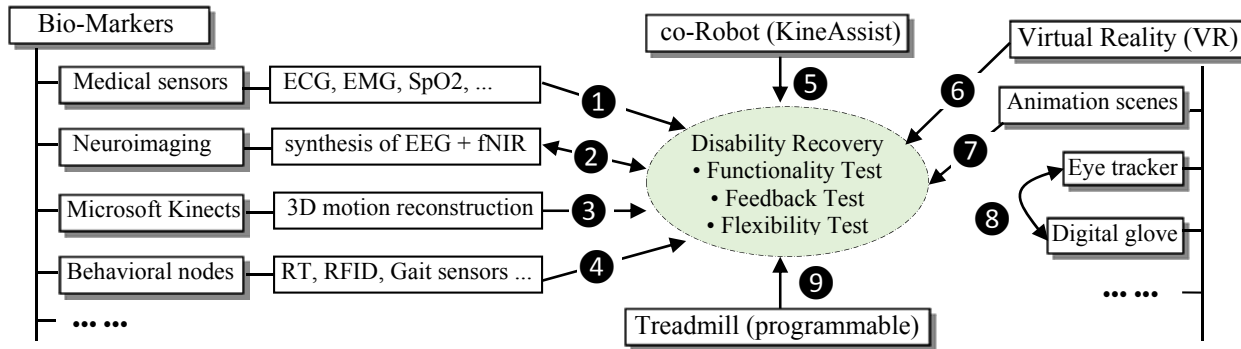 Bio-Markers
Medical sensors
ECG, EMG, SpO2, ...
Neuroimaging
synthesis of EEG + fNIR
Microsoft Kinects
3D motion reconstruction
Behavioral nodes
RT, RFID, Gait sensors ...
... ...
1
2
3
4
co-Robot (KineAssist)
5
Disability Recovery
• Functionality Test
• Feedback Test
• Flexibility Test
9
Treadmill (programmable)
Virtual Reality (VR)
6
Animation scenes
7
Eye tracker
8
Digital glove
... ...